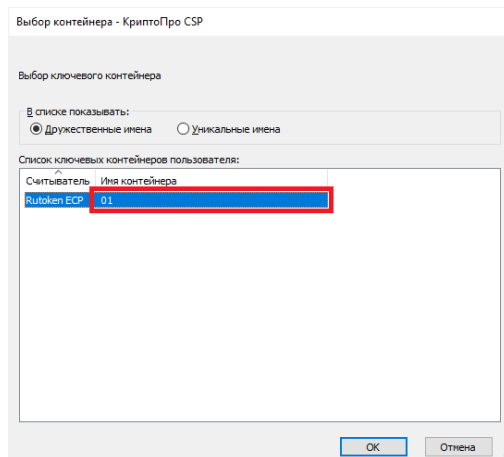 Выбор контейнера - КриптоПро CSP
Выбор ключевого контейнера
В списке показывать:
Дружественные имена Уникальные имена
Список ключевых контейнеров пользователя:
Считыватель Имя контейнера
Rutoken ECP 01
ОК Отмена